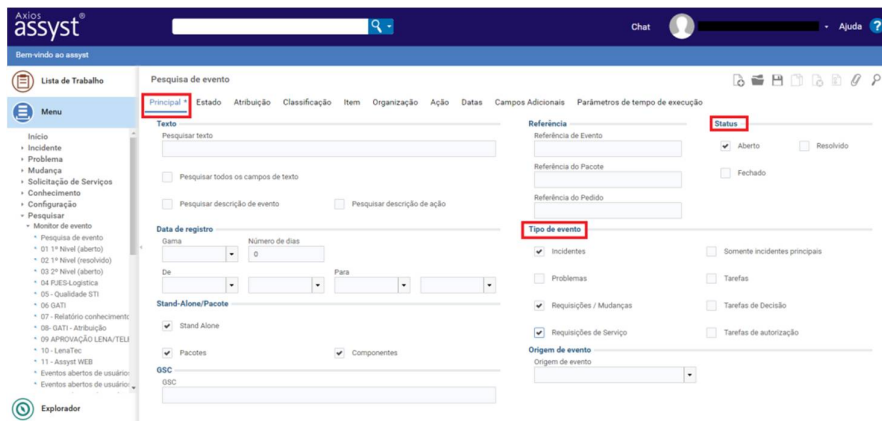 Axios
assyst®
Chat
Ajuda ?
Bem-vindo ao assyst
Lista de Trabalho
Menu
Início
Incidente
Problema
Mudança
Solicitação de Serviços
Conhecimento
Configuração
Pesquisar
Monitor de evento
Pesquisa de evento
01 1º Nível (aberto)
02 1º Nível (resolvido)
03 2º Nível (aberto)
04 PJES-Logística
05 - Qualidade STI
06 GATI
07 - Relatório conhecimento
08- GATI - Atribuição
09 APROVAÇÃO LENA/TELE
10 - LenaTec
11 - Assyst WEB
Eventos abertos de usuário
Eventos abertos de usuário
Explorador
Pesquisa de evento
Principal * Estado Atribuição Classificação Item Organização Ação Datas Campos Adicionais Parâmetros de tempo de execução
Texto
Pesquisar texto
Pesquisar todos os campos de texto
Pesquisar descrição de evento Pesquisar descrição de ação
Data de registro
Gama Número de dias
0
De Para
Stand-Alone/Pacote
Stand Alone
Pacotes Componentes
GSC
GSC
Referência
Referência de Evento
Referência do Pacote
Referência do Pedido
Status
Aberto Resolvido
Fechado
Tipo de evento
Incidentes Somente incidentes principais
Problemas Tarefas
Requisições / Mudanças Tarefas de Decisão
Requisições de Serviço Tarefas de autorização
Origem de evento
Origem de evento